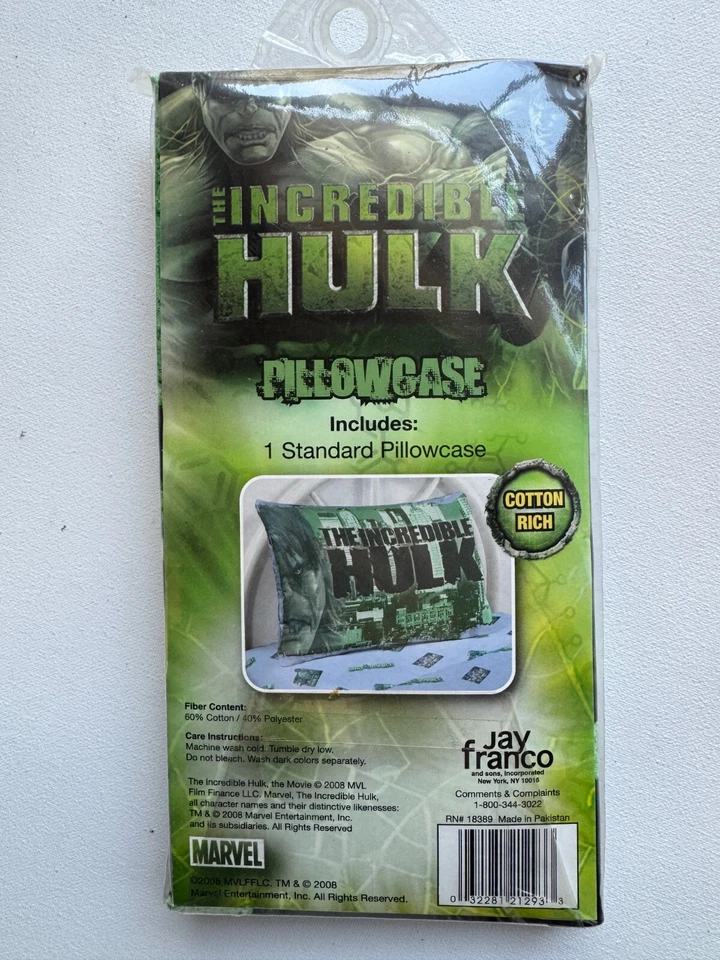 THE INCREDIBLE
HULK
PILLOWCASE
Includes:
1 Standard Pillowcase
COTTON
RICH
THE INCREDIBLE
HULK
Fiber Content:
60% Cotton / 40% Polyester
Care Instructions:
Machine wash cold. Tumble dry low.
Do not bleach. Wash dark colors separately.
The Incredible Hulk, the Movie © 2008 MVL
Film Finance LLC. Marvel, The Incredible Hulk,
all character names and their distinctive likenesses:
TM & © 2008 Marvel Entertainment, Inc.
and its subsidiaries. All Rights Reserved
MARVEL
©2008 MVLFFLC. TM & © 2008
Marvel Entertainment, Inc. All Rights Reserved.
Jay
franco
and sons, incorporated
New York, NY 10016
Comments & Complaints
1-800-344-3022
RN# 18389 Made in Pakistan
0 32281 21293 3